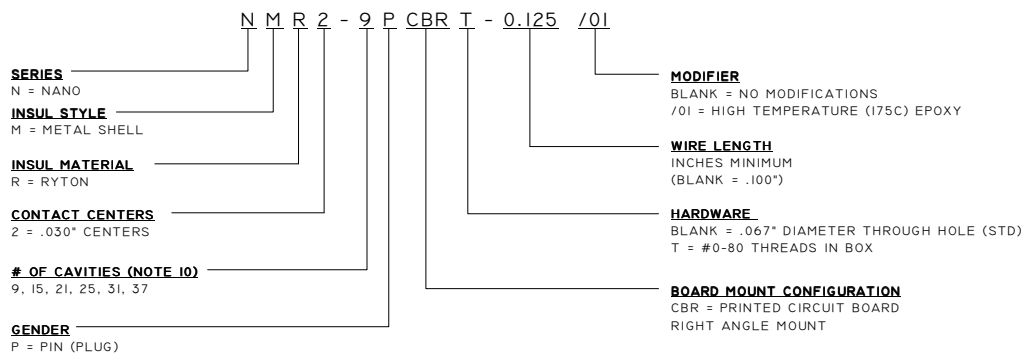 N M R 2 - 9 P CBR T - 0.125 /01
SERIES
N = NANO
INSUL STYLE
M = METAL SHELL
INSUL MATERIAL
R = RYTON
CONTACT CENTERS
2 = .030" CENTERS
# OF CAVITIES (NOTE 10)
9, 15, 21, 25, 31, 37
GENDER
P = PIN (PLUG)
MODIFIER
BLANK = NO MODIFICATIONS
/01 = HIGH TEMPERATURE (175C) EPOXY
WIRE LENGTH
INCHES MINIMUM
(BLANK = .100")
HARDWARE
BLANK = .067" DIAMETER THROUGH HOLE (STD)
T = #0-80 THREADS IN BOX
BOARD MOUNT CONFIGURATION
CBR = PRINTED CIRCUIT BOARD
RIGHT ANGLE MOUNT